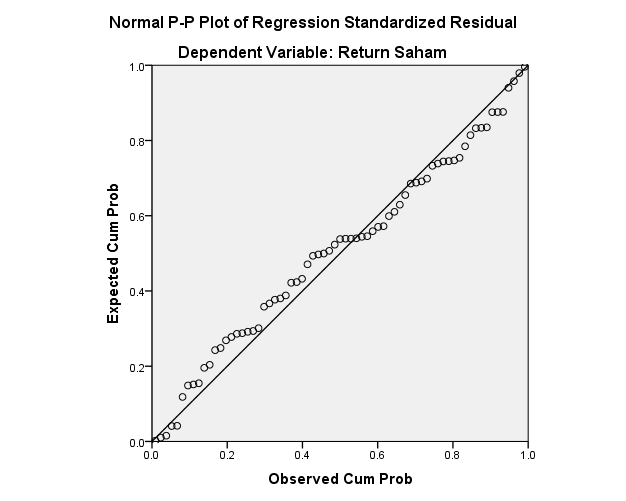 Normal P-P Plot of Regression Standardized Residual
Dependent Variable: Return Saham
Expected Cum Prob
1.0
0.8
0.6
0.4
0.2
0.0
0.0 0.2 0.4 0.6 0.8 1.0
Observed Cum Prob